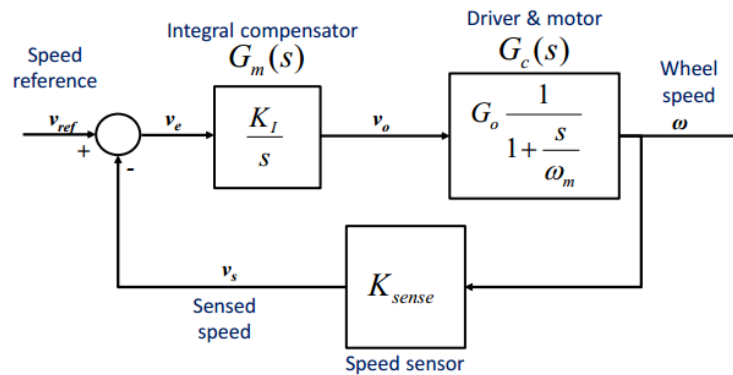 Integral compensator
Driver & motor
Speed
reference
G_m(s)
G_c(s)
Wheel
speed
v_ref
+
-
v_e
K_I
s
v_o
G_o 1
1 + s
ω_m
ω
v_s
Sensed
speed
K_sense
Speed sensor